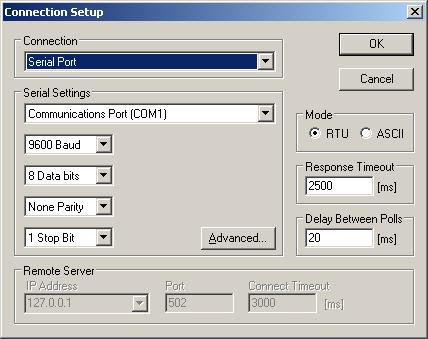 Connection Setup
Connection
Serial Port
OK
Cancel
Serial Settings
Communications Port (COM1)
9600 Baud
8 Data bits
None Parity
1 Stop Bit
Advanced...
Mode
RTU ASCII
Response Timeout
2500 [ms]
Delay Between Polls
20 [ms]
Remote Server
IP Address Port Connect Timeout
127.0.0.1 502 3000 [ms]